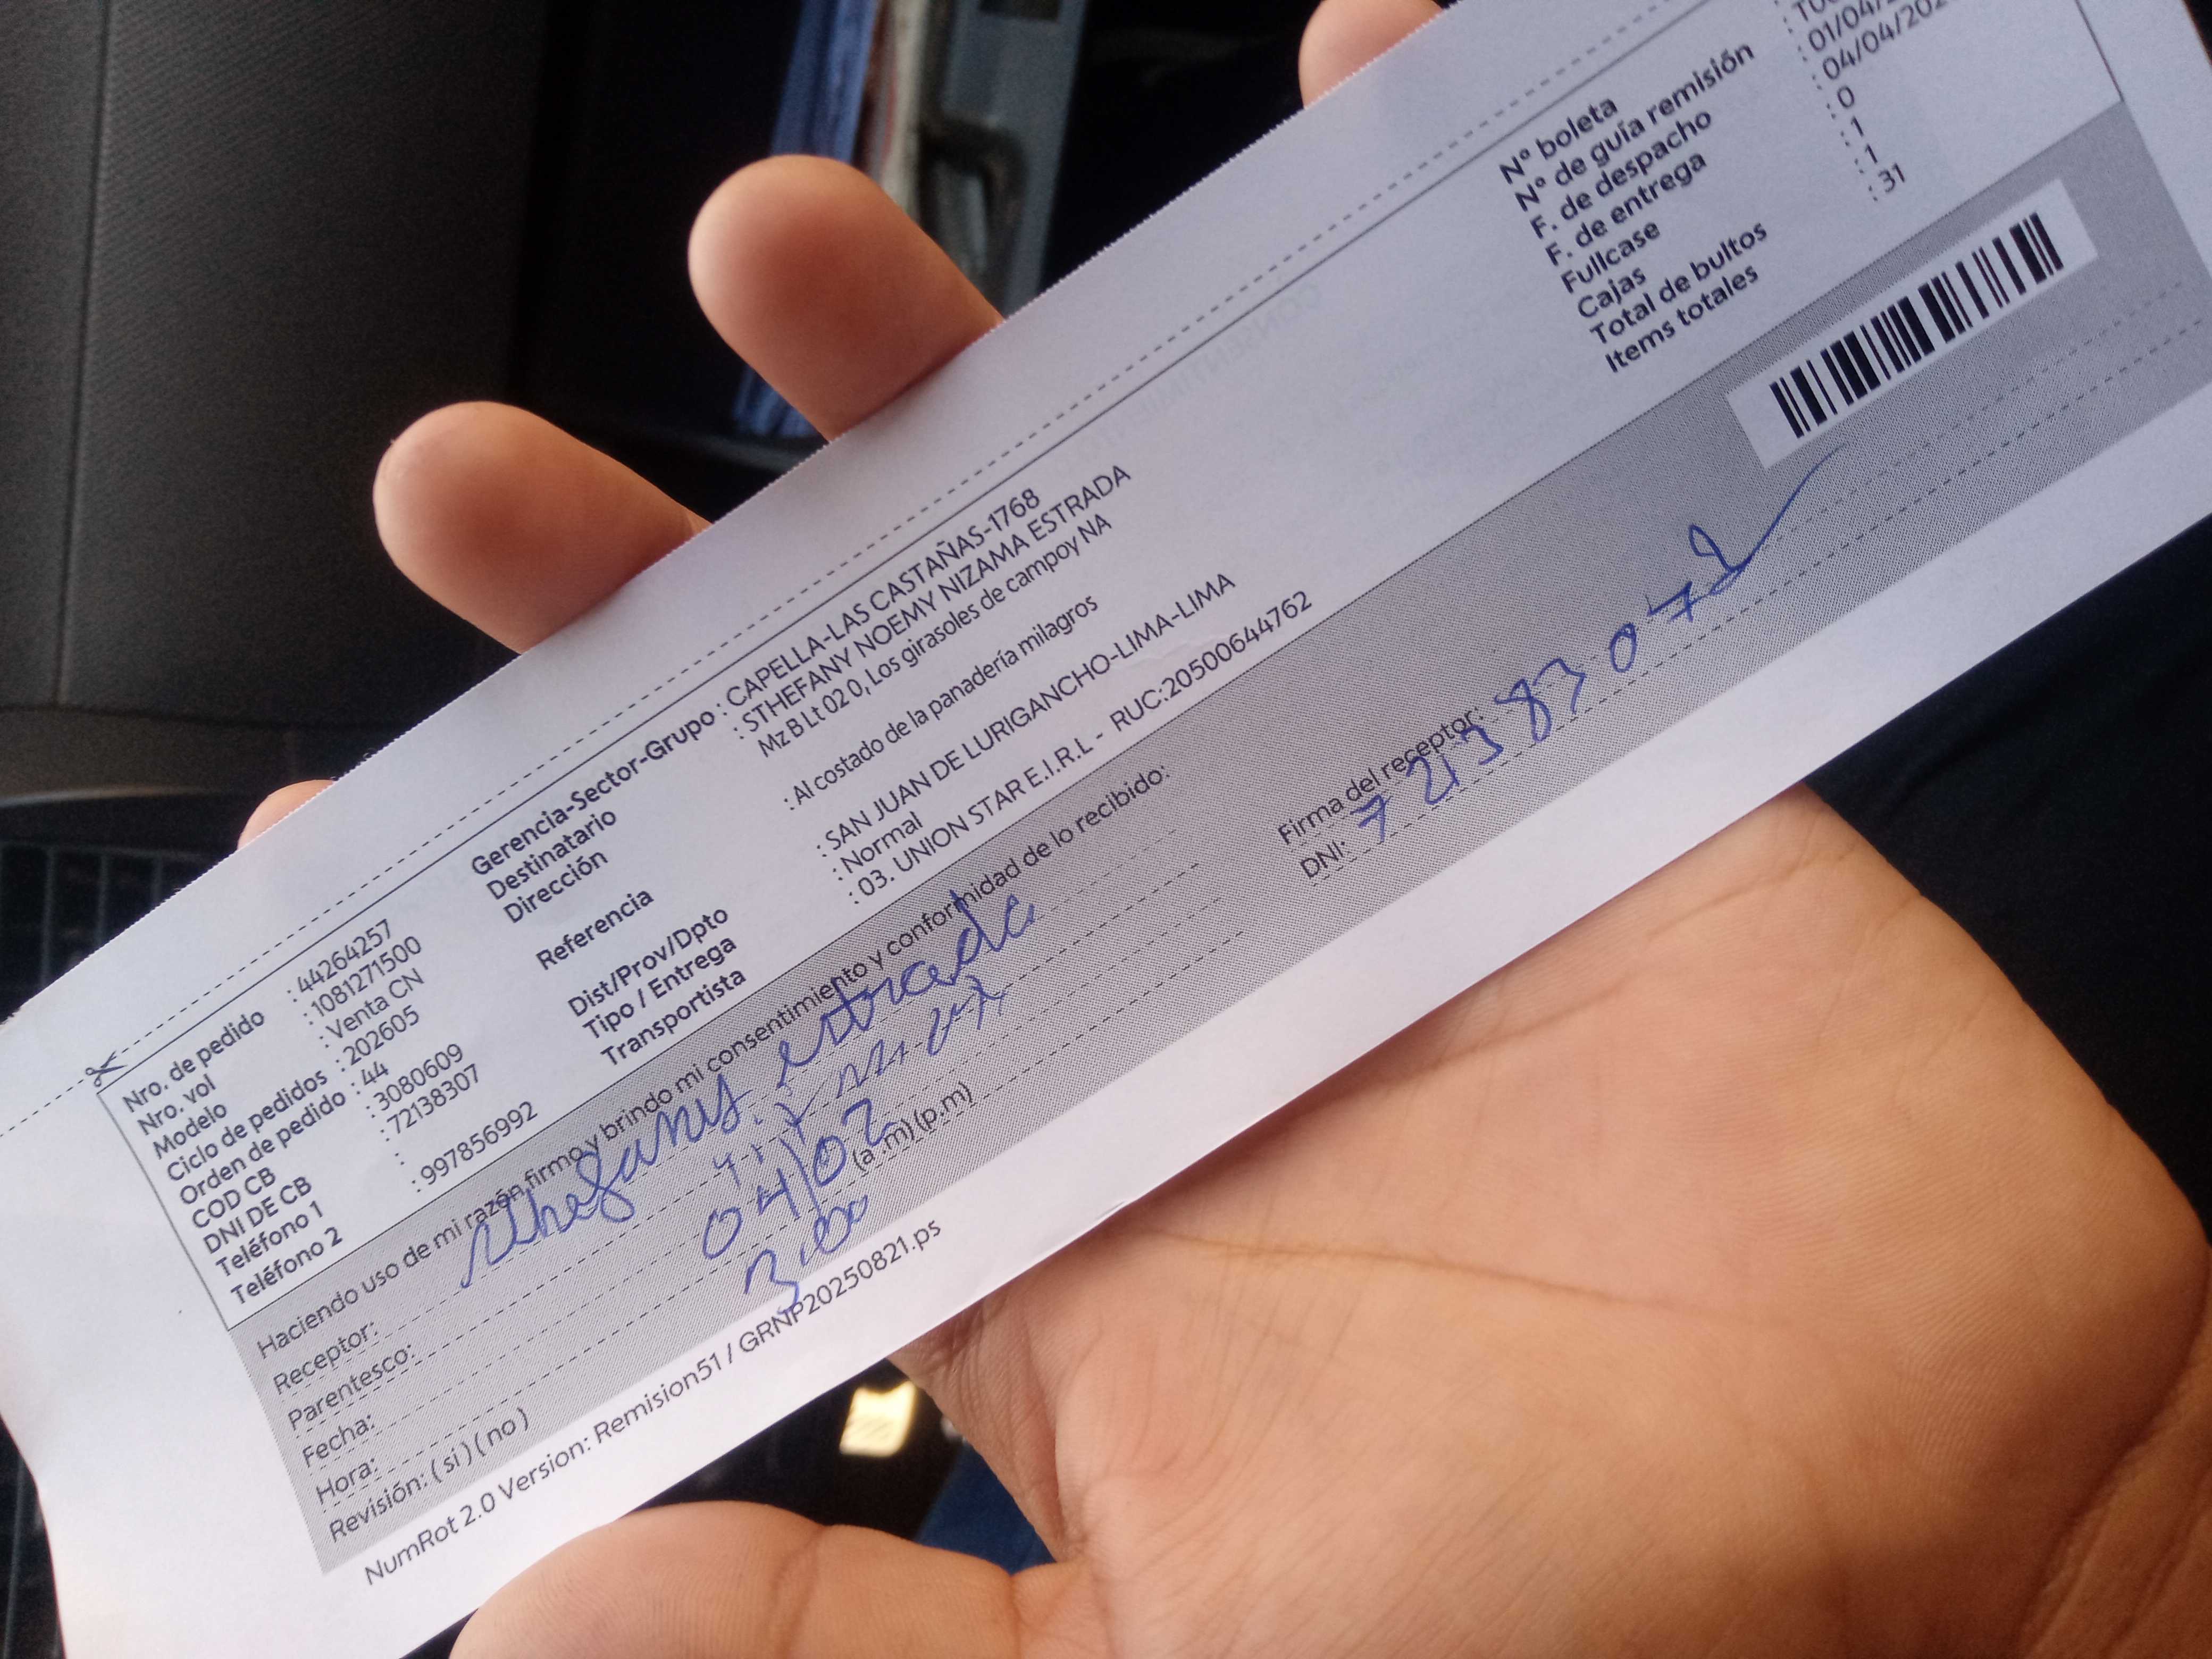 Nro. de pedido : 44264257
Nro. vol : 1081271500
Modelo : Venta CN
Ciclo de pedidos : 202605
Orden de pedido : 44
COD CB : 3080609
DNI DE CB : 72138307
Teléfono 1 :
Teléfono 2 : 997856992
Gerencia-Sector-Grupo : CAPELLA-LAS CASTAÑAS-1768
Destinatario : STHEFANY NOEMY NIZAMA ESTRADA
Dirección Mz B Lt 02 0, Los girasoles de campoy NA
Referencia : Al costado de la panadería milagros
Dist/Prov/Dpto : SAN JUAN DE LURIGANCHO-LIMA-LIMA
Tipo / Entrega : Normal
Transportista : 03. UNION STAR E.I.R.L - RUC:20500644762
N° boleta
N° de guía remisión
F. de despacho : 01/04/
F. de entrega : 04/04/202
Fullcase : 0
Cajas : 1
Total de bultos : 1
Items totales : 31
Haciendo uso de mi razón firmo y brindo mi consentimiento y conformidad de lo recibido:
Receptor: estrada
Parentesco:
Fecha: 04/02
Hora: 3:00 (a .m) (p.m)
Revisión: ( si ) ( no )
Firma del receptor:
DNI:
NumRot 2.0 Version: Remision51 / GRNP20250821.ps